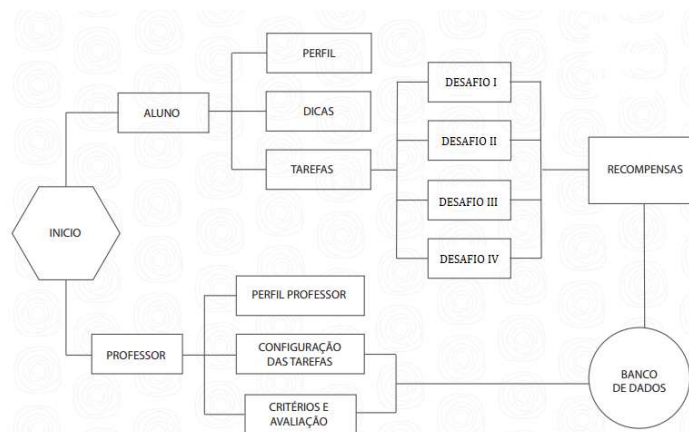 PERFIL
DESAFIO I
ALUNO
DICAS
DESAFIO II
TAREFAS
RECOMPENSAS
DESAFIO III
INICIO
DESAFIO IV
PERFIL PROFESSOR
PROFESSOR
CONFIGURAÇÃO
DAS TAREFAS
BANCO
DE DADOS
CRITÉRIOS E
AVALIAÇÃO